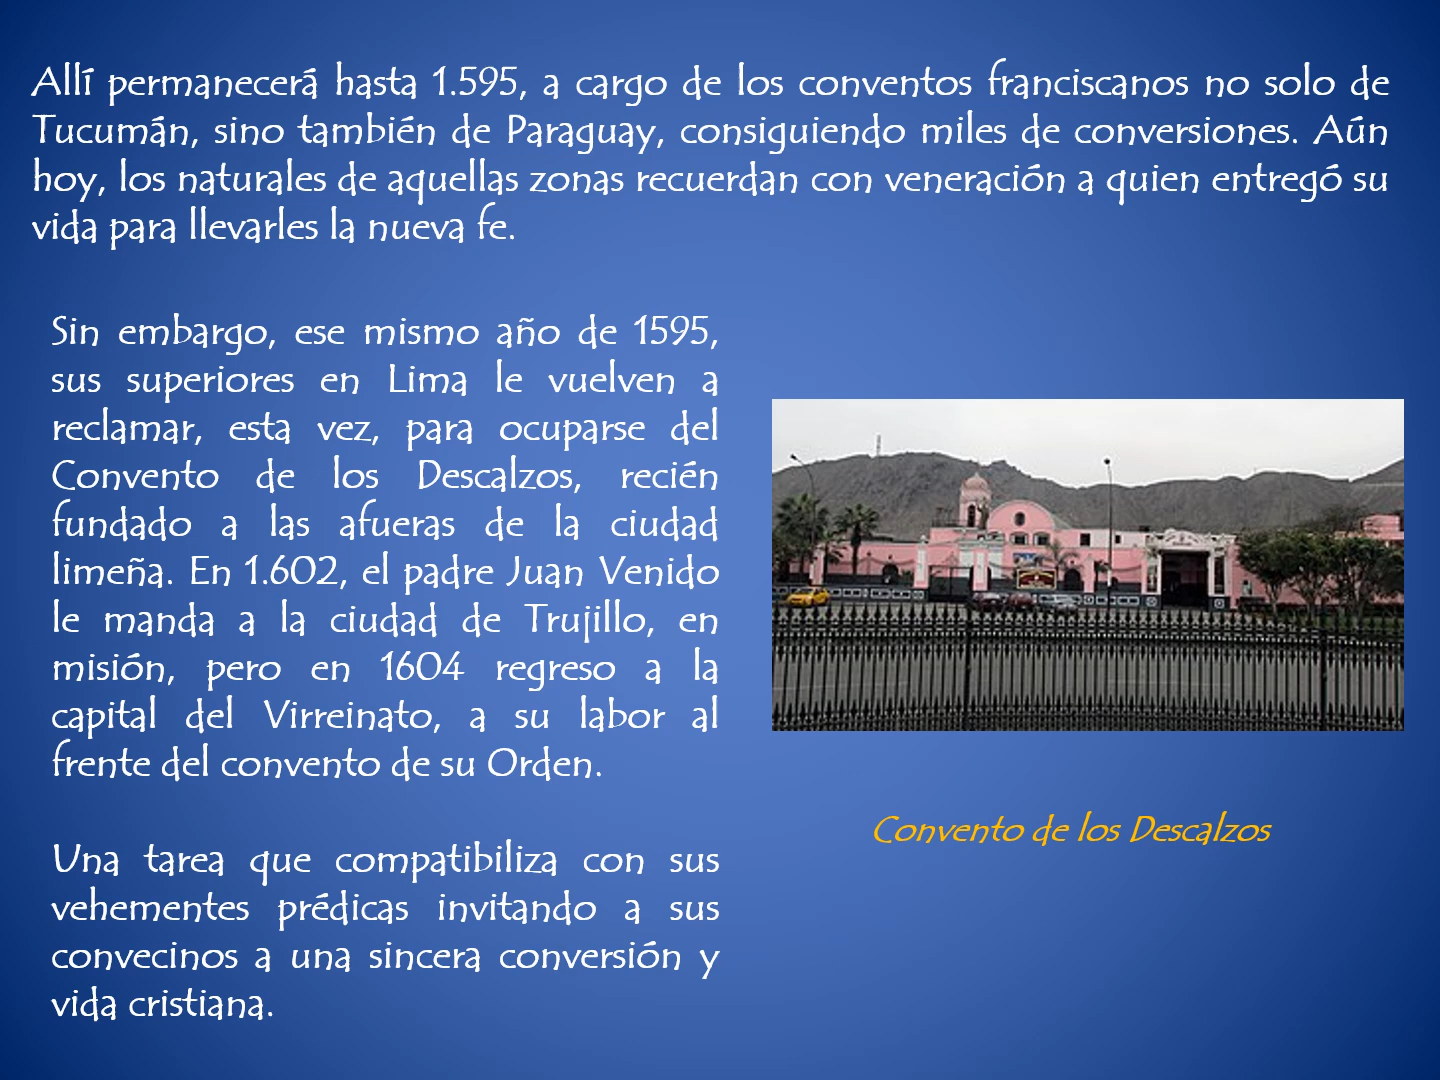 Allí permanecerá hasta 1.595, a cargo de los conventos franciscanos no solo de
Tucumán, sino también de Paraguay, consiguiendo miles de conversiones. Aún
hoy, los naturales de aquellas zonas recuerdan con veneración a quien entregó su
vida para llevarles la nueva fe.
Sin embargo, ese mismo año de 1595,
sus superiores en Lima le vuelven a
reclamar, esta vez, para ocuparse del
Convento de los Descalzos, recién
fundado a las afueras de la ciudad
limeña. En 1.602, el padre Juan Venido
le manda a la ciudad de Trujillo, en
misión, pero en 1604 regreso a la
capital del Virreinato, a su labor al
frente del convento de su Orden.
Una tarea que compatibiliza con sus
vehementes prédicas invitando a sus
convecinos a una sincera conversión y
vida cristiana.
Convento de los Descalzos